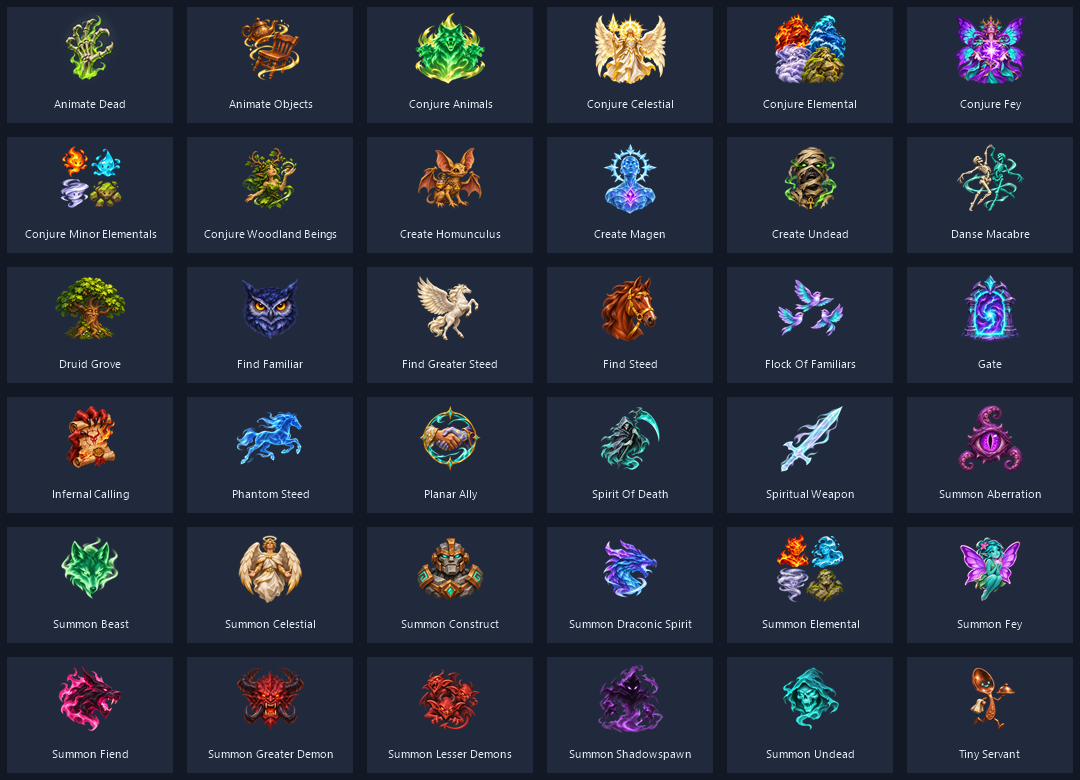 Animate Dead
Animate Objects
Conjure Animals
Conjure Celestial
Conjure Elemental
Conjure Fey
Conjure Minor Elementals
Conjure Woodland Beings
Create Homunculus
Create Magen
Create Undead
Danse Macabre
Druid Grove
Find Familiar
Find Greater Steed
Find Steed
Flock Of Familiars
Gate
Infernal Calling
Phantom Steed
Planar Ally
Spirit Of Death
Spiritual Weapon
Summon Aberration
Summon Beast
Summon Celestial
Summon Construct
Summon Draconic Spirit
Summon Elemental
Summon Fey
Summon Fiend
Summon Greater Demon
Summon Lesser Demons
Summon Shadowspawn
Summon Undead
Tiny Servant